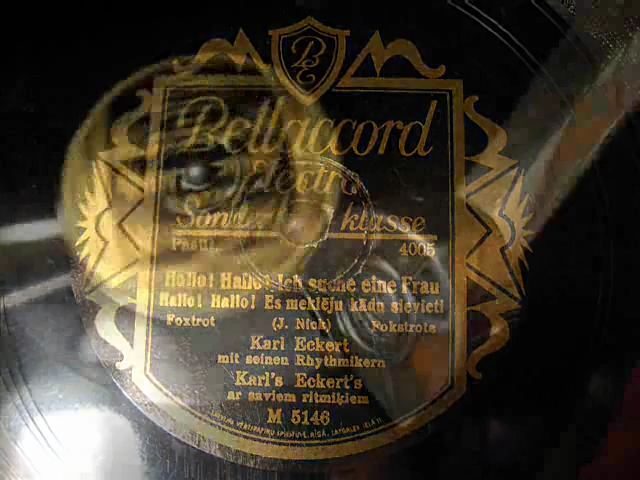 BE
Bellaccord
Electro
klasse
4005
Hallo! Hallo! Ich suche eine Frau
Hallo! Hallo! Es meklēju kādu sievieti
Foxtrot (J. Nick) Fokstrots
Karl Eckert
mit seinen Rhythmikern
Karl's Eckert's
ar saviem ritmiķiem
M 5146